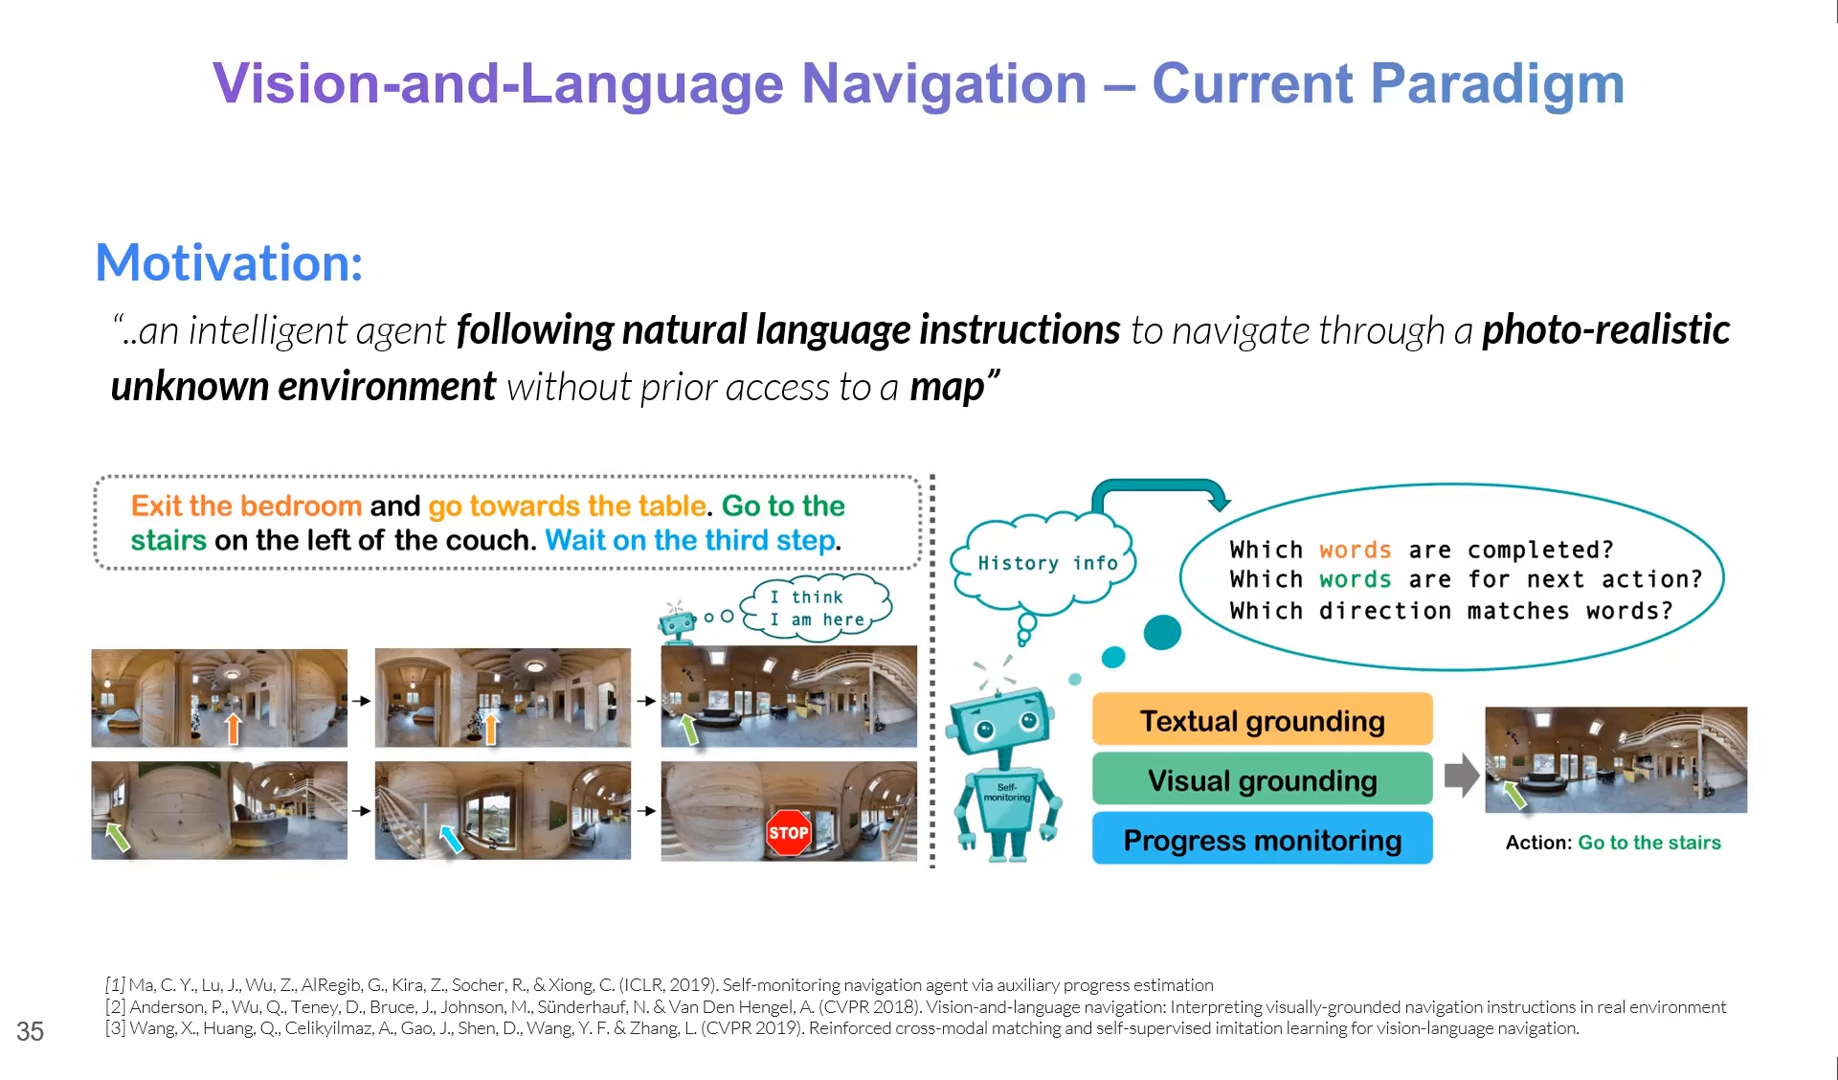 Vision-and-Language Navigation – Current Paradigm
Motivation:
“..an intelligent agent following natural language instructions to navigate through a photo-realistic
unknown environment without prior access to a map”
Exit the bedroom and go towards the table. Go to the
stairs on the left of the couch. Wait on the third step.
I think
I am here
STOP
History info
Which words are completed?
Which words are for next action?
Which direction matches words?
Self-
monitoring
Textual grounding
Visual grounding
Progress monitoring
Action: Go to the stairs
[1] Ma, C. Y., Lu, J., Wu, Z., AlRegib, G., Kira, Z., Socher, R., & Xiong, C. (ICLR, 2019). Self-monitoring navigation agent via auxiliary progress estimation
[2] Anderson, P., Wu, Q., Teney, D., Bruce, J., Johnson, M., Sünderhauf, N. & Van Den Hengel, A. (CVPR 2018). Vision-and-language navigation: Interpreting visually-grounded navigation instructions in real environment
[3] Wang, X., Huang, Q., Celikyilmaz, A., Gao, J., Shen, D., Wang, Y. F. & Zhang, L. (CVPR 2019). Reinforced cross-modal matching and self-supervised imitation learning for vision-language navigation.
35